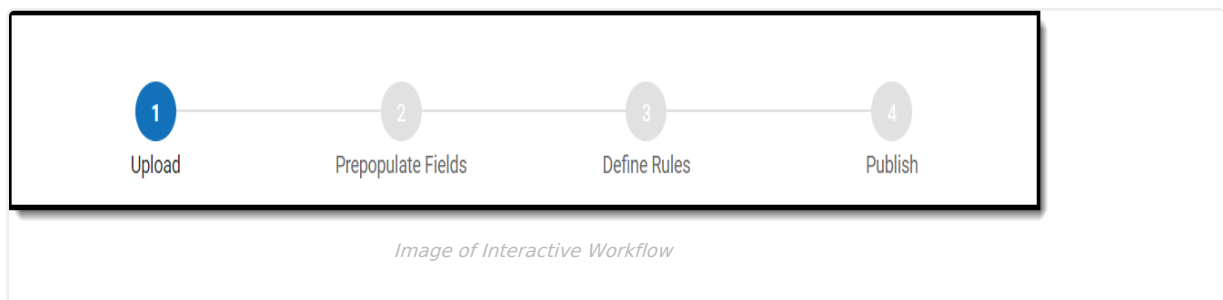 1 2 3 4
Upload Prepopulate Fields Define Rules Publish
Image of Interactive Workflow